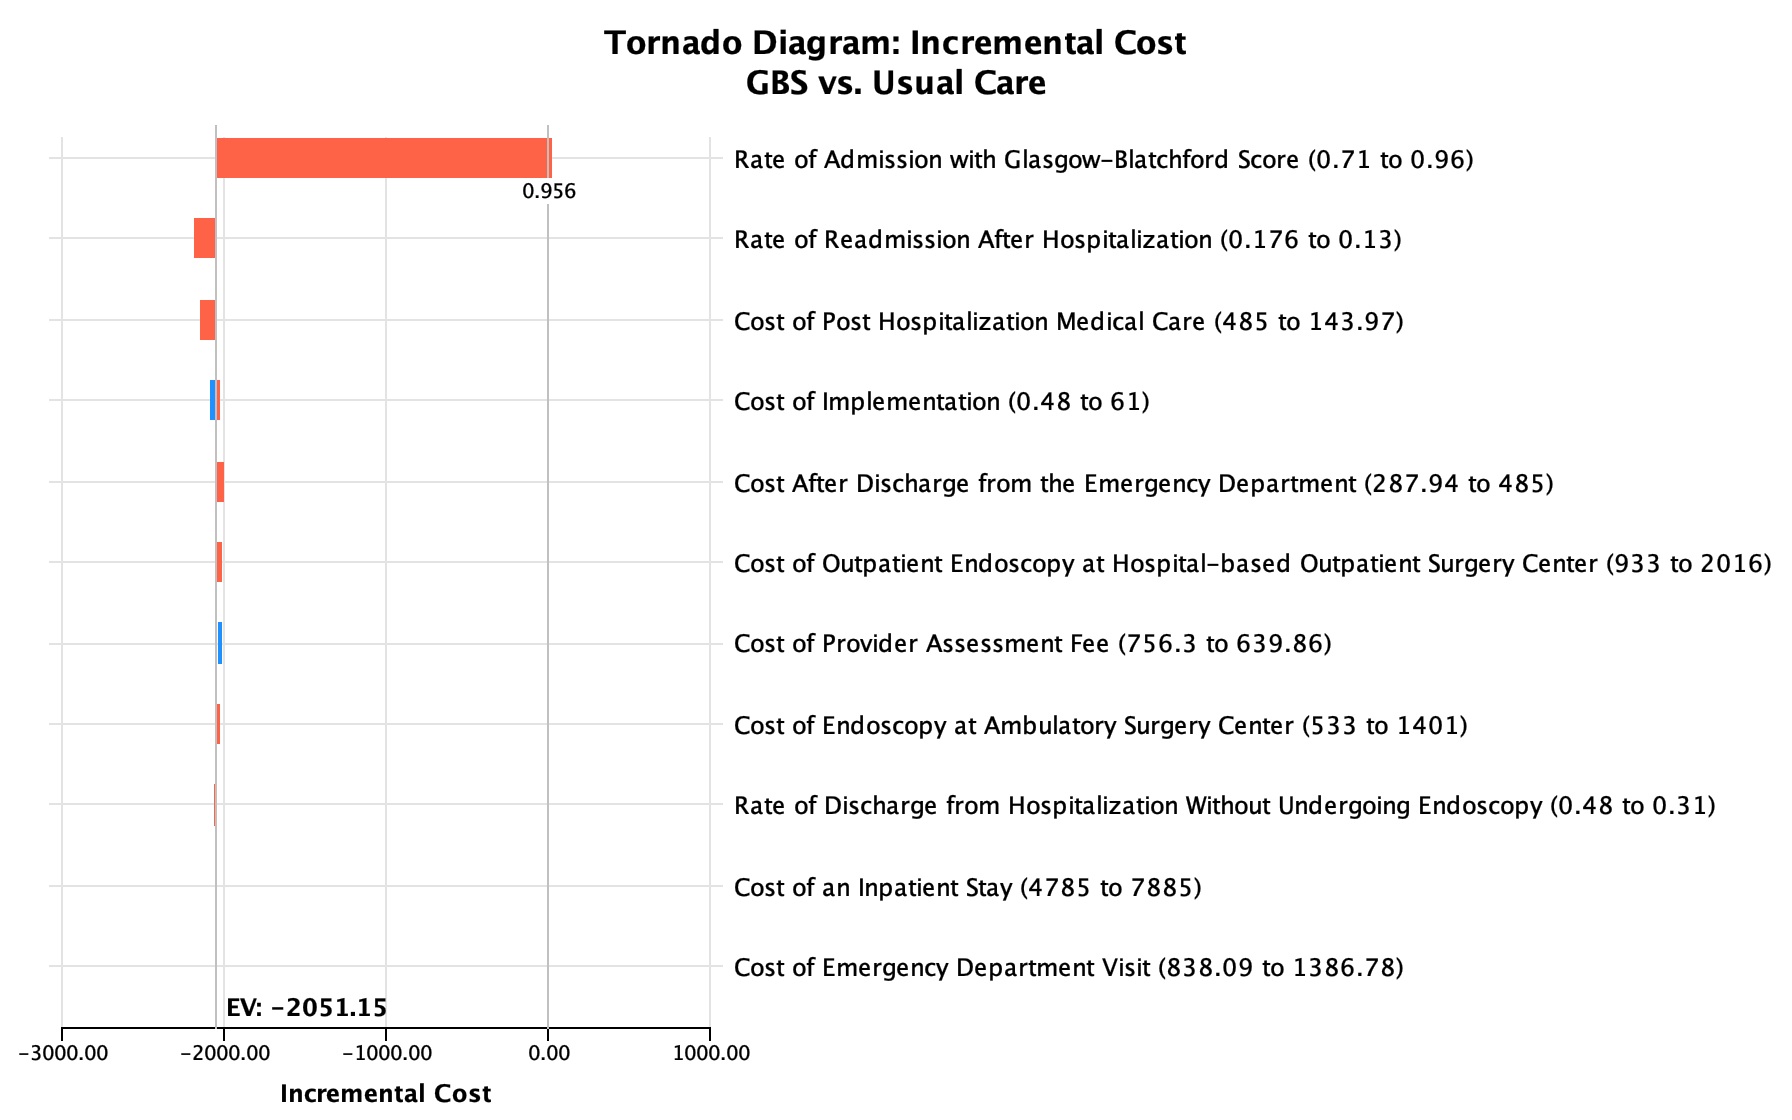 Tornado Diagram: Incremental Cost
GBS vs. Usual Care
Rate of Admission with Glasgow–Blatchford Score (0.71 to 0.96)
0.956
Rate of Readmission After Hospitalization (0.176 to 0.13)
Cost of Post Hospitalization Medical Care (485 to 143.97)
Cost of Implementation (0.48 to 61)
Cost After Discharge from the Emergency Department (287.94 to 485)
Cost of Outpatient Endoscopy at Hospital–based Outpatient Surgery Center (933 to 2016)
Cost of Provider Assessment Fee (756.3 to 639.86)
Cost of Endoscopy at Ambulatory Surgery Center (533 to 1401)
Rate of Discharge from Hospitalization Without Undergoing Endoscopy (0.48 to 0.31)
Cost of an Inpatient Stay (4785 to 7885)
Cost of Emergency Department Visit (838.09 to 1386.78)
EV: −2051.15
−3000.00 −2000.00 −1000.00 0.00 1000.00
Incremental Cost